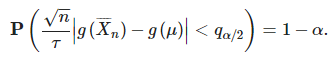 P(√n/τ |g(X̄ₙ) − g(μ)| < q_{α/2}) = 1 − α.